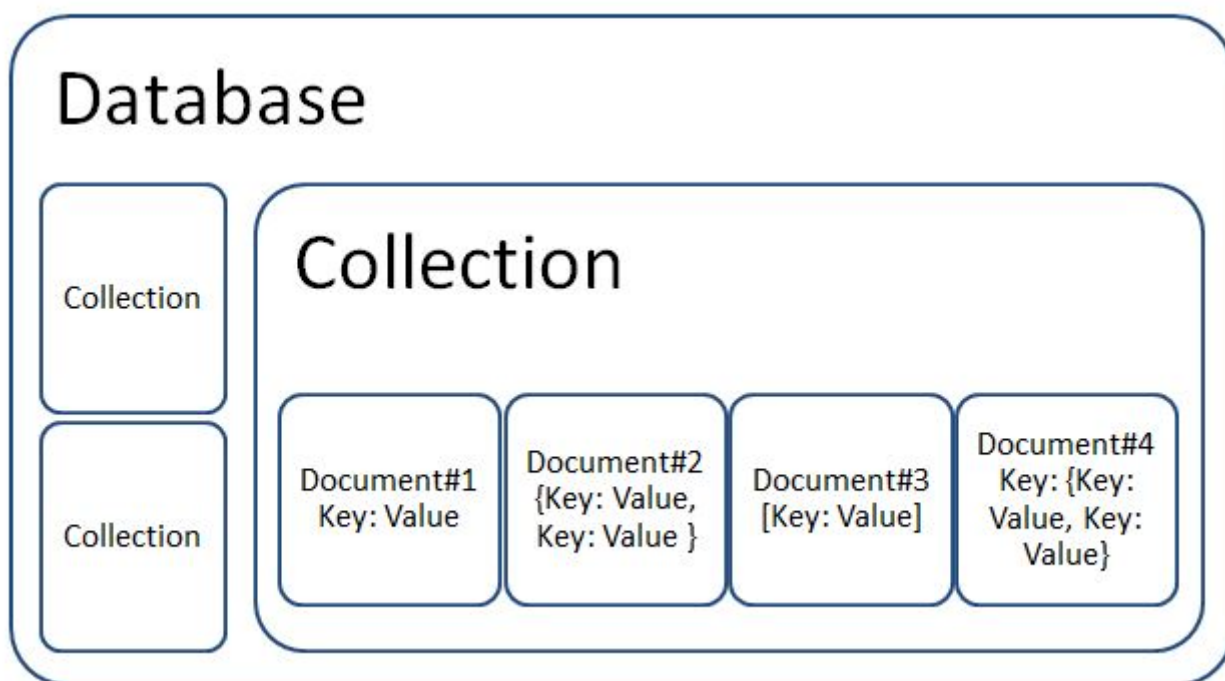 Database
Collection
Collection
Collection
Document#1
Key: Value
Document#2
{Key: Value,
Key: Value }
Document#3
[Key: Value]
Document#4
Key: {Key:
Value, Key:
Value}